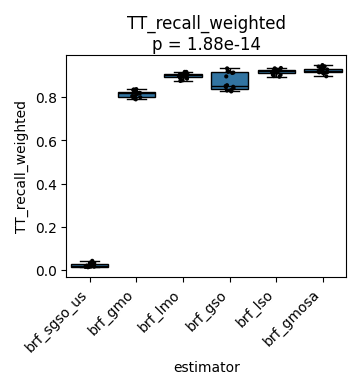 TT_recall_weighted
p = 1.88e-14
TT_recall_weighted
0.8
0.6
0.4
0.2
0.0
brf_sgso_us
brf_gmo
brf_lmo
brf_gso
brf_lso
brf_gmosa
estimator